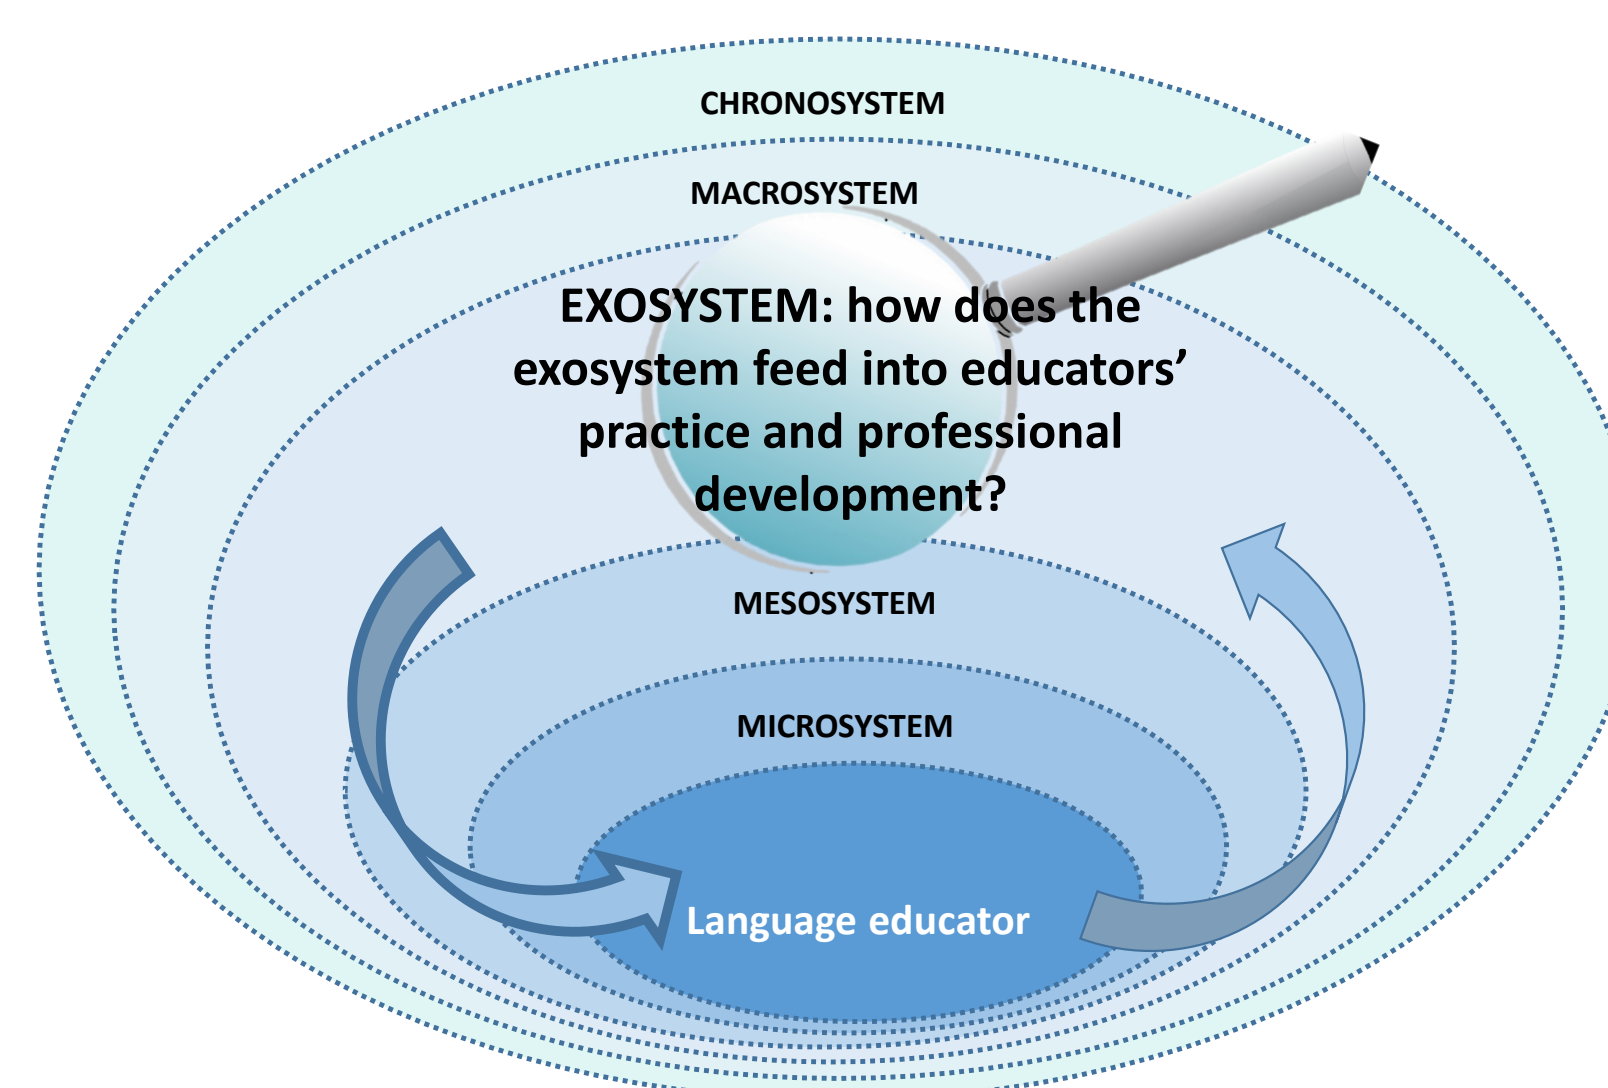 CHRONOSYSTEM
MACROSYSTEM
EXOSYSTEM: how does the
exosystem feed into educators’
practice and professional
development?
MESOSYSTEM
MICROSYSTEM
Language educator